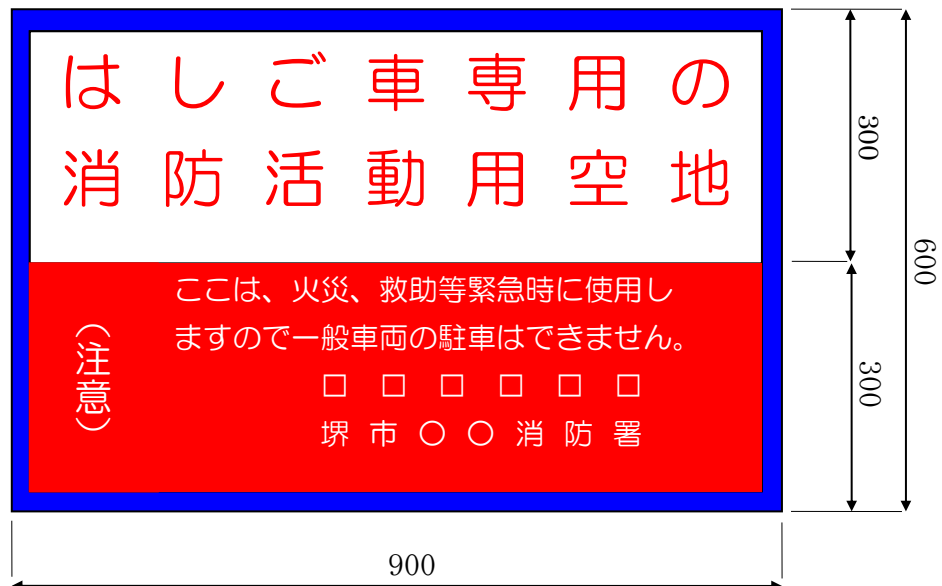 はしご車専用の
消防活動用空地
(注意)
ここは、火災、救助等緊急時に使用し
ますので一般車両の駐車はできません。
□□□□□□
堺市〇〇消防署
300
300
600
900